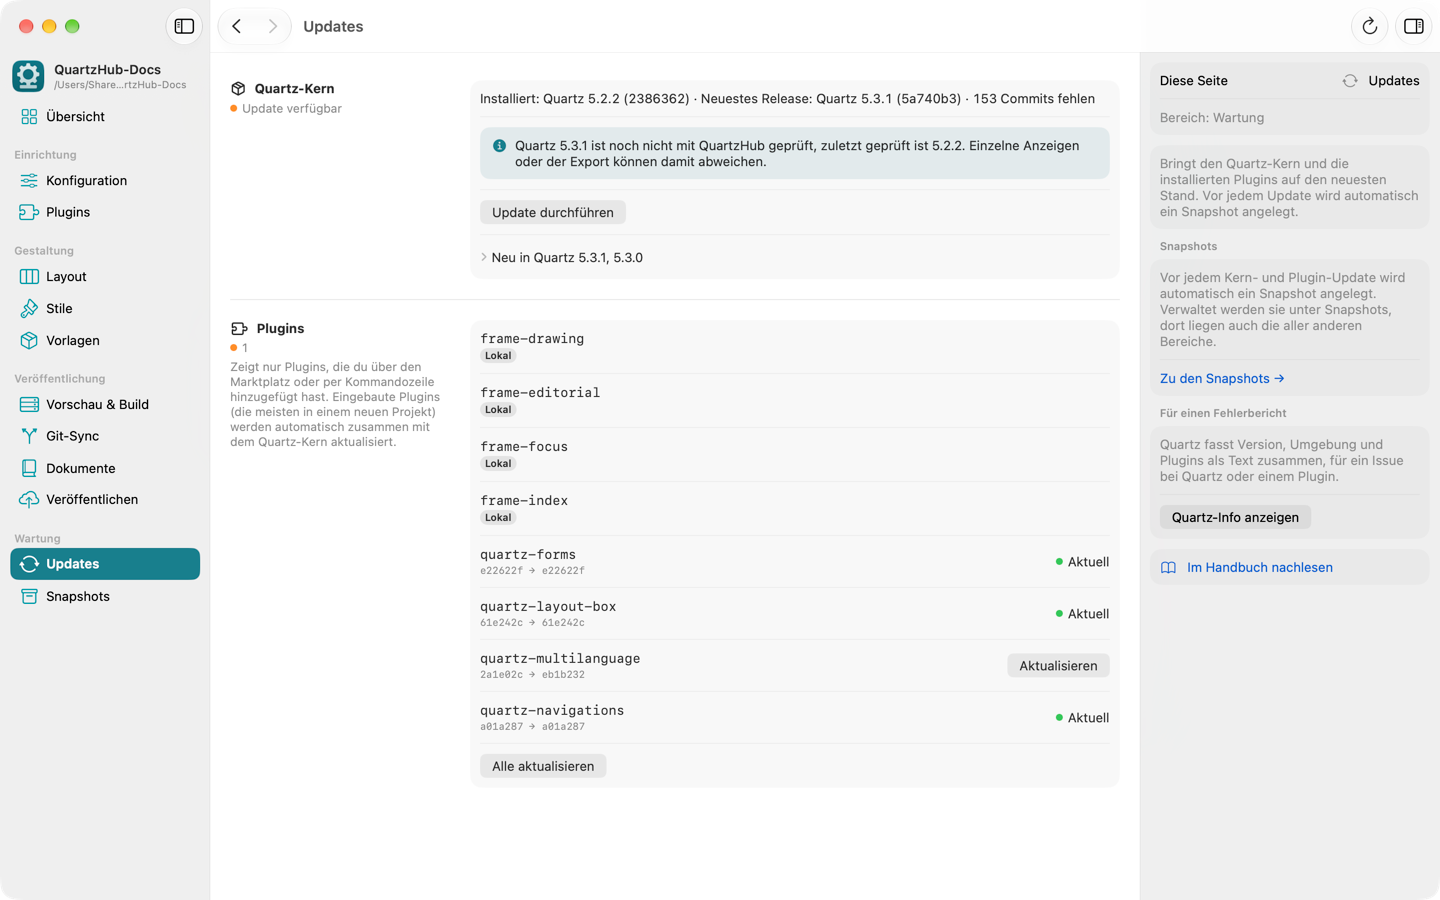 Updates
QuartzHub-Docs
/Users/Share...rtzHub-Docs
Übersicht
Einrichtung
Konfiguration
Plugins
Gestaltung
Layout
Stile
Vorlagen
Veröffentlichung
Vorschau & Build
Git-Sync
Dokumente
Veröffentlichen
Wartung
Updates
Snapshots
Quartz-Kern
Update verfügbar
Installiert: Quartz 5.2.2 (2386362) · Neuestes Release: Quartz 5.3.1 (5a740b3) · 153 Commits fehlen
Quartz 5.3.1 ist noch nicht mit QuartzHub geprüft, zuletzt geprüft ist 5.2.2. Einzelne Anzeigen
oder der Export können damit abweichen.
Update durchführen
Neu in Quartz 5.3.1, 5.3.0
Plugins
1
Zeigt nur Plugins, die du über den
Marktplatz oder per Kommandozeile
hinzugefügt hast. Eingebaute Plugins
(die meisten in einem neuen Projekt)
werden automatisch zusammen mit
dem Quartz-Kern aktualisiert.
frame-drawing
Lokal
frame-editorial
Lokal
frame-focus
Lokal
frame-index
Lokal
quartz-forms
e22622f → e22622f
Aktuell
quartz-layout-box
61e242c → 61e242c
Aktuell
quartz-multilanguage
2a1e02c → eb1b232
Aktualisieren
quartz-navigations
a01a287 → a01a287
Aktuell
Alle aktualisieren
Diese Seite
Updates
Bereich: Wartung
Bringt den Quartz-Kern und die
installierten Plugins auf den neuesten
Stand. Vor jedem Update wird automatisch
ein Snapshot angelegt.
Snapshots
Vor jedem Kern- und Plugin-Update wird
automatisch ein Snapshot angelegt.
Verwaltet werden sie unter Snapshots,
dort liegen auch die aller anderen
Bereiche.
Zu den Snapshots →
Für einen Fehlerbericht
Quartz fasst Version, Umgebung und
Plugins als Text zusammen, für ein Issue
bei Quartz oder einem Plugin.
Quartz-Info anzeigen
Im Handbuch nachlesen